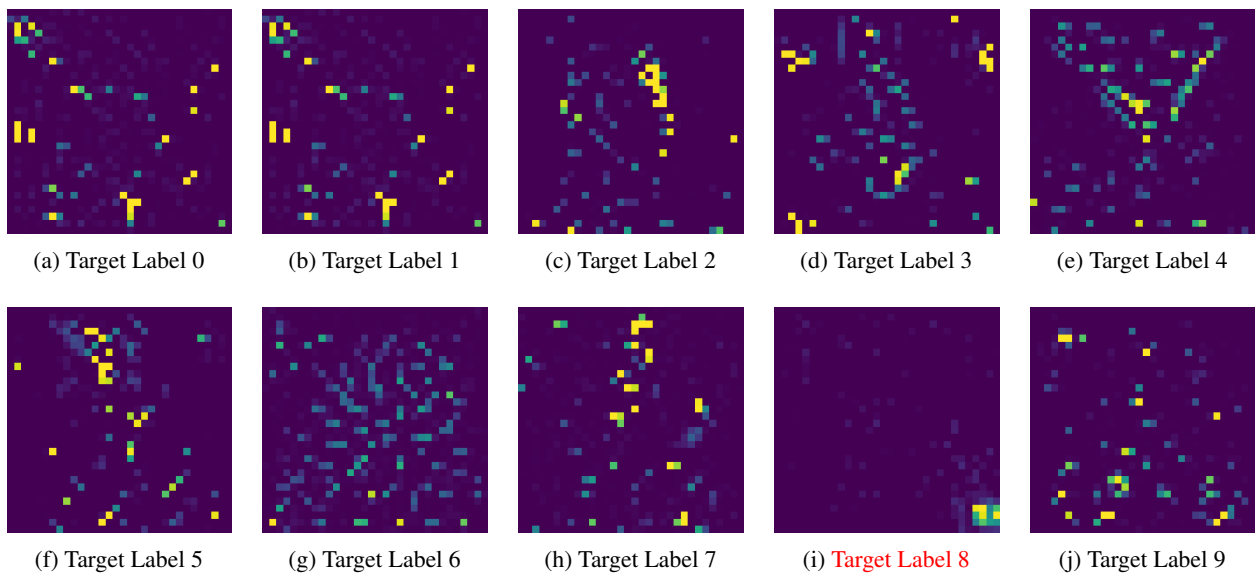 (a) Target Label 0
(b) Target Label 1
(c) Target Label 2
(d) Target Label 3
(e) Target Label 4
(f) Target Label 5
(g) Target Label 6
(h) Target Label 7
(i) Target Label 8
(j) Target Label 9